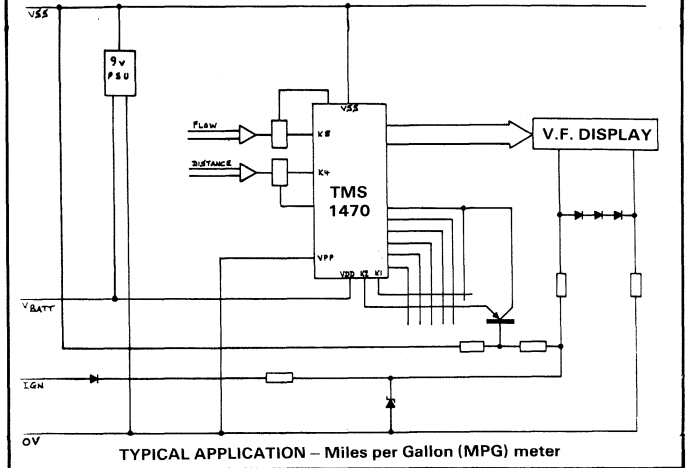 VSS
9v
PSU
VSS
FLOW
K8
V.F. DISPLAY
DISTANCE
K4
TMS
1470
VPP
VDD K2 K1
VBATT
IGN
0V
TYPICAL APPLICATION – Miles per Gallon (MPG) meter